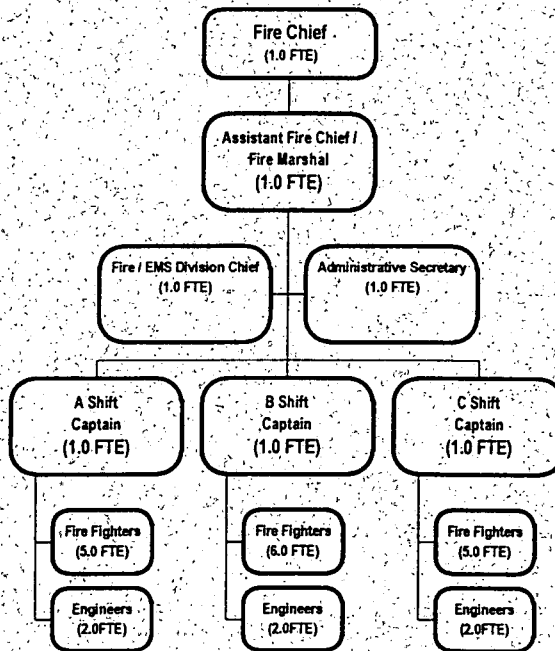 Fire Chief
(1.0 FTE)
Assistant Fire Chief /
Fire Marshal
(1.0 FTE)
Fire / EMS Division Chief
(1.0 FTE)
Administrative Secretary
(1.0 FTE)
A Shift
Captain
(1.0 FTE)
B Shift
Captain
(1.0 FTE)
C Shift
Captain
(1.0 FTE)
Fire Fighters
(5.0 FTE)
Fire Fighters
(6.0 FTE)
Fire Fighters
(5.0 FTE)
Engineers
(2.0FTE)
Engineers
(2.0FTE)
Engineers
(2.0FTE)